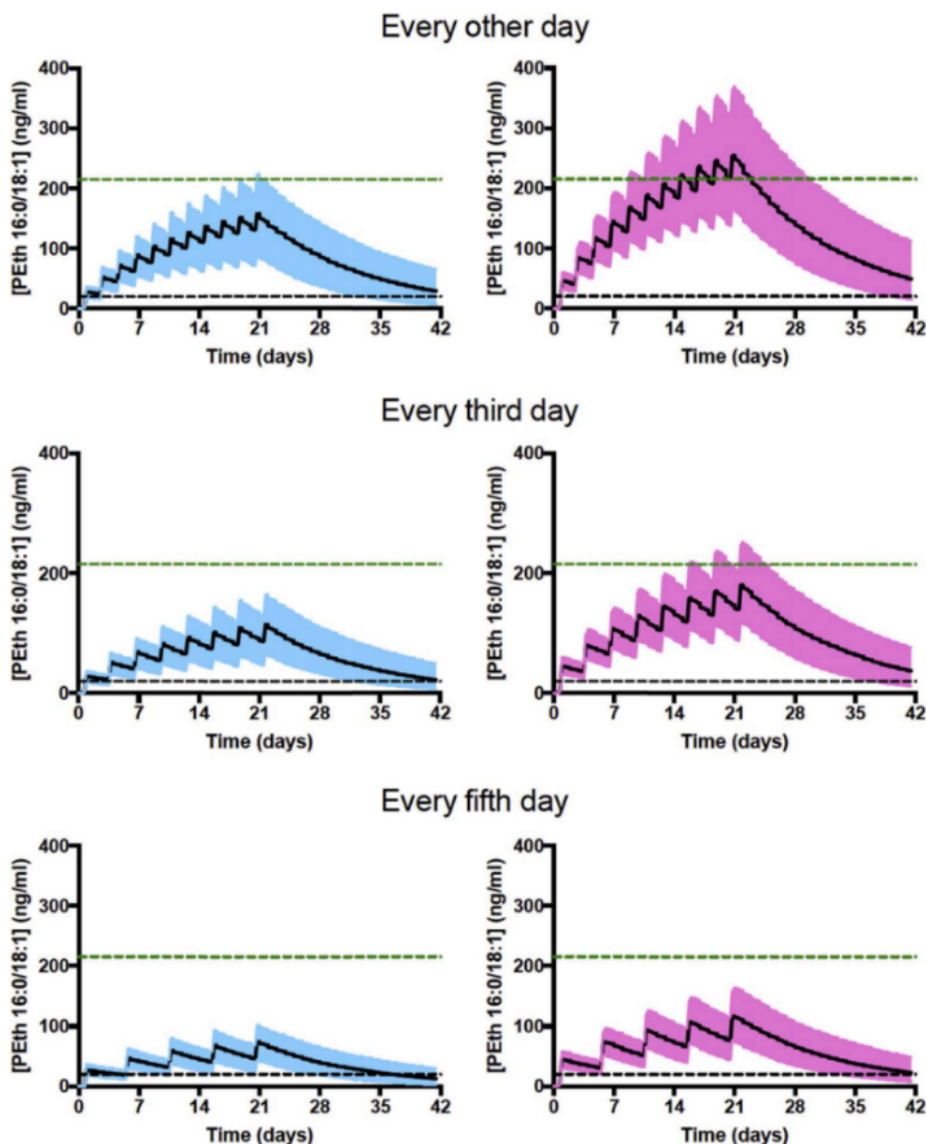 Every other day
[PEth 16:0/18:1] (ng/ml)
400
300
200
100
0
0 7 14 21 28 35 42
Time (days)
[PEth 16:0/18:1] (ng/ml)
400
300
200
100
0
0 7 14 21 28 35 42
Time (days)
Every third day
[PEth 16:0/18:1] (ng/ml)
400
200
0
0 7 14 21 28 35 42
Time (days)
[PEth 16:0/18:1] (ng/ml)
400
200
0
0 7 14 21 28 35 42
Time (days)
Every fifth day
[PEth 16:0/18:1] (ng/ml)
400
300
200
100
0
0 7 14 21 28 35 42
Time (days)
[PEth 16:0/18:1] (ng/ml)
400
300
200
100
0
0 7 14 21 28 35 42
Time (days)